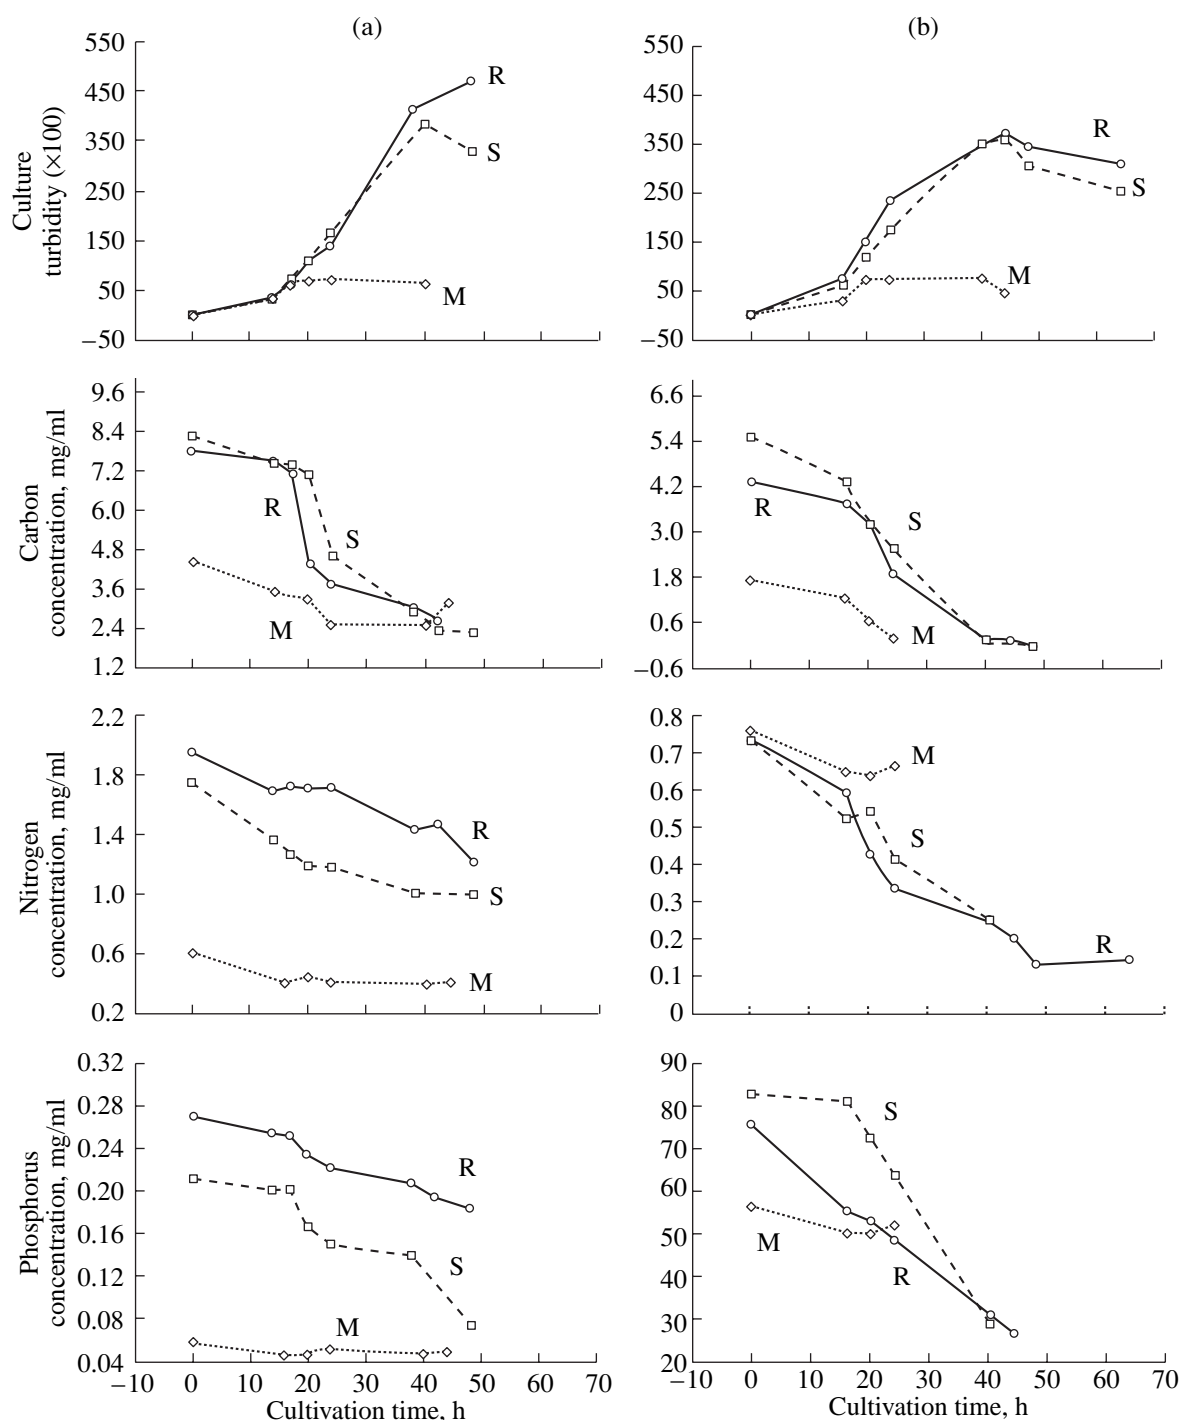 (a)
(b)
Culture
turbidity (×100)
550
450
350
250
150
50
−50
R
S
M
550
450
350
250
150
50
−50
R
S
M
Carbon
concentration, mg/ml
9.6
8.4
7.2
6.0
4.8
3.6
2.4
1.2
R
S
M
6.6
5.4
4.2
3.0
1.8
0.6
−0.6
R
S
M
Nitrogen
concentration, mg/ml
2.2
1.8
1.4
1.0
0.6
0.2
R
S
M
0.8
0.7
0.6
0.5
0.4
0.3
0.2
0.1
0
M
S
R
Phosphorus
concentration, mg/ml
0.32
0.28
0.24
0.20
0.16
0.12
0.08
0.04
R
S
M
−10 0 10 20 30 40 50 60 70
Cultivation time, h
90
80
70
60
50
40
30
20
S
M
R
−10 0 10 20 30 40 50 60 70
Cultivation time, h